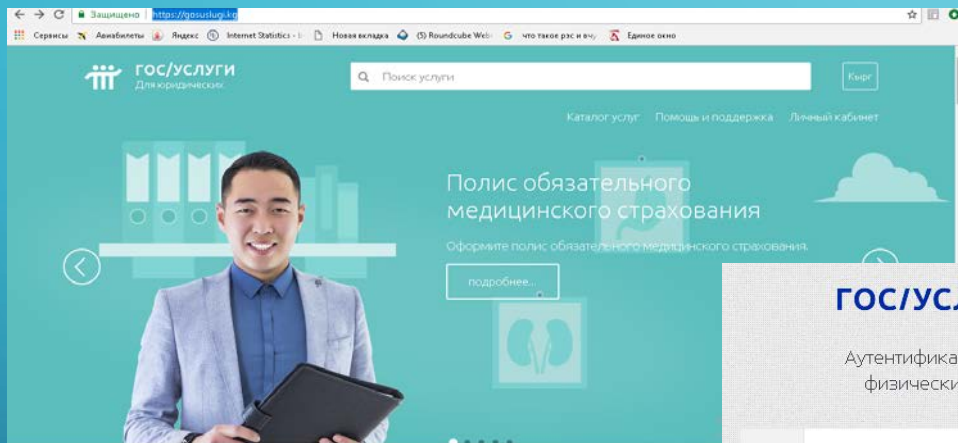 Защищено https://gosuslugi.kg
Сервисы Авиабилеты Яндекс Internet Statistics - Новая вкладка (5) Roundcube Web что такое рэс и Единое окно
ГОС/УСЛУГИ
Для юридических
Поиск услуги
Кырг
Каталог услуг Помощь и поддержка Личный кабинет
Полис обязательного
медицинского страхования
Оформите полис обязательного медицинского страхования.
подробнее...
ГОС/УС
Аутентифика
физически